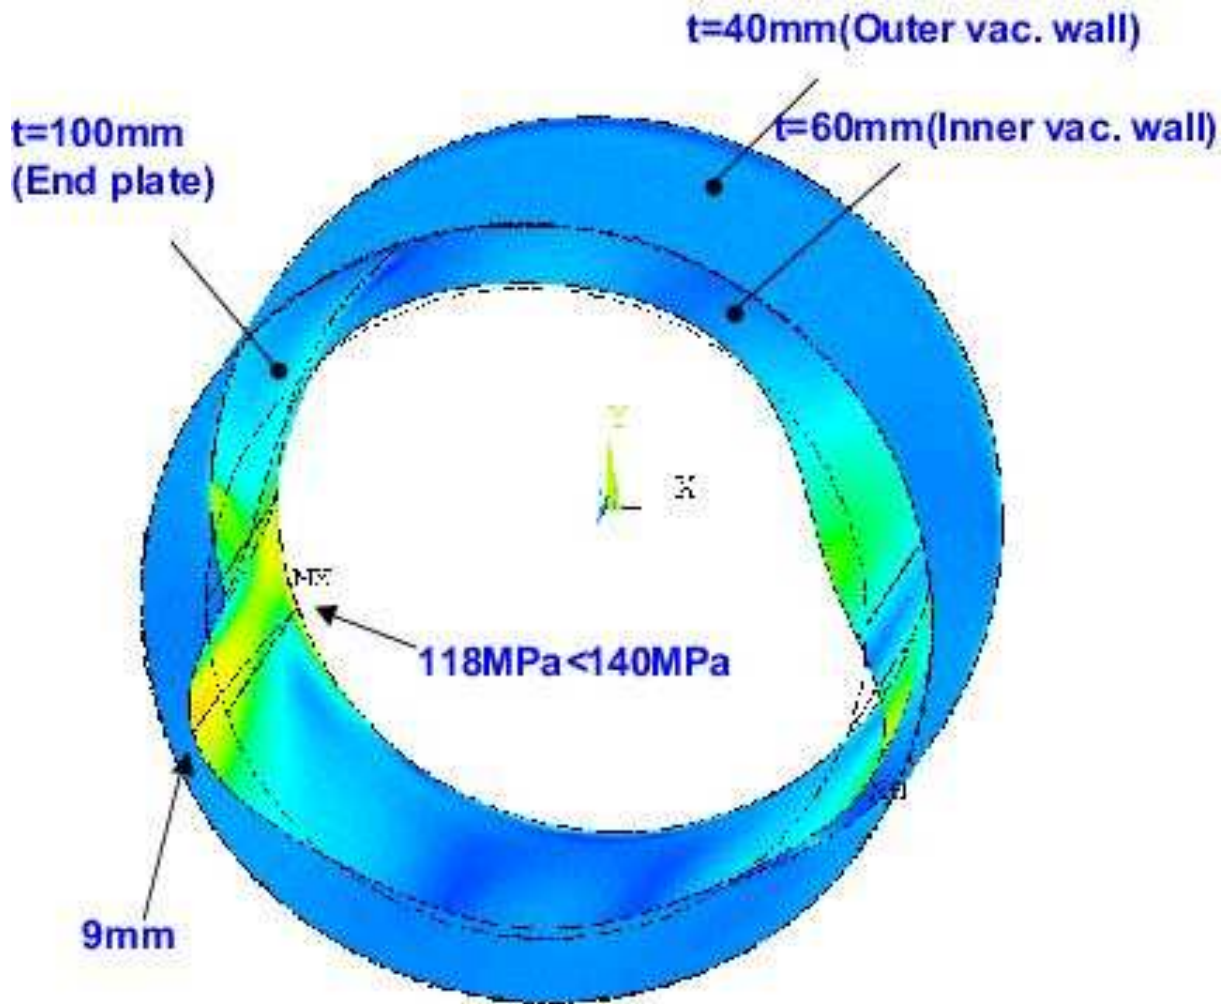 t=40mm(Outer vac. wall)
t=60mm(Inner vac. wall)
t=100mm
(End plate)
X
118MPa<140MPa
9mm